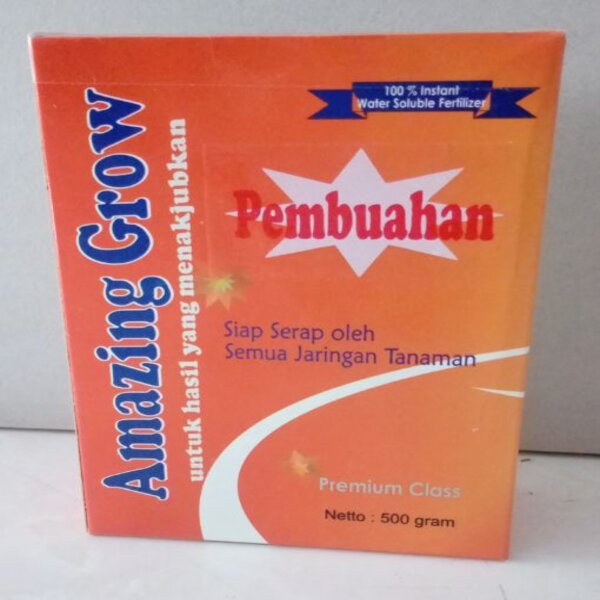 Amazing Grow
untuk hasil yang menakjubkan
100 % Instant
Water Soluble Fertilizer
Pembuahan
Siap Serap oleh
Semua Jaringan Tanaman
Premium Class
Netto : 500 gram